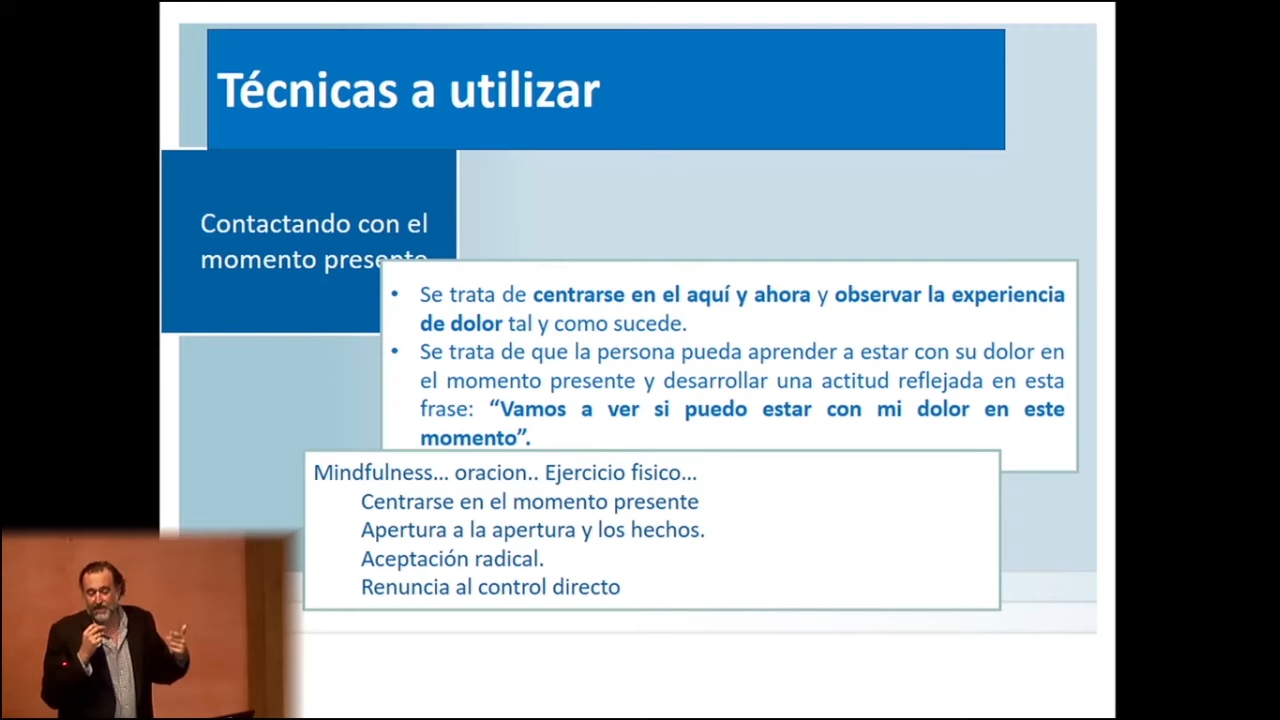 Técnicas a utilizar
Contactando con el
momento presente
• Se trata de centrarse en el aquí y ahora y observar la experiencia
de dolor tal y como sucede.
• Se trata de que la persona pueda aprender a estar con su dolor en
el momento presente y desarrollar una actitud reflejada en esta
frase: “Vamos a ver si puedo estar con mi dolor en este
momento”.
Mindfulness... oracion.. Ejercicio fisico...
Centrarse en el momento presente
Apertura a la apertura y los hechos.
Aceptación radical.
Renuncia al control directo